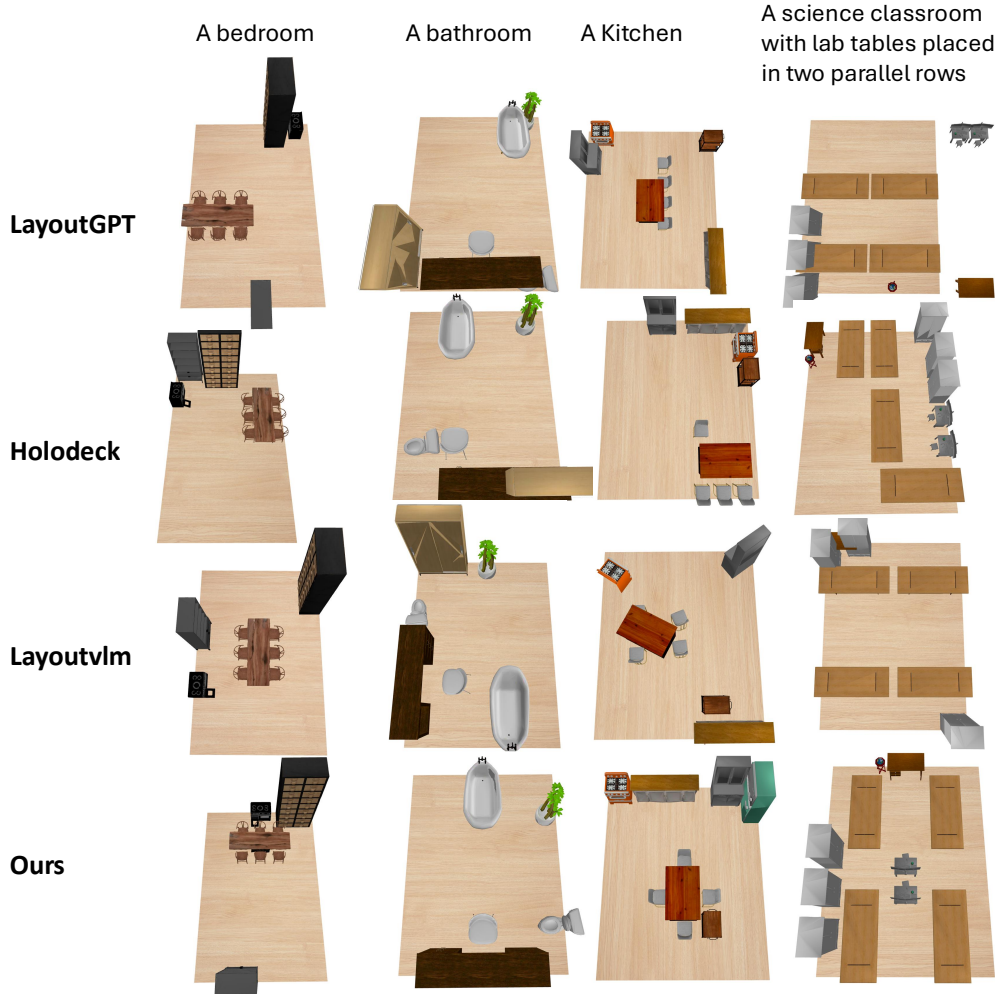 A bedroom
A bathroom
A Kitchen
A science classroom
with lab tables placed
in two parallel rows
LayoutGPT
Holodeck
Layoutvlm
Ours